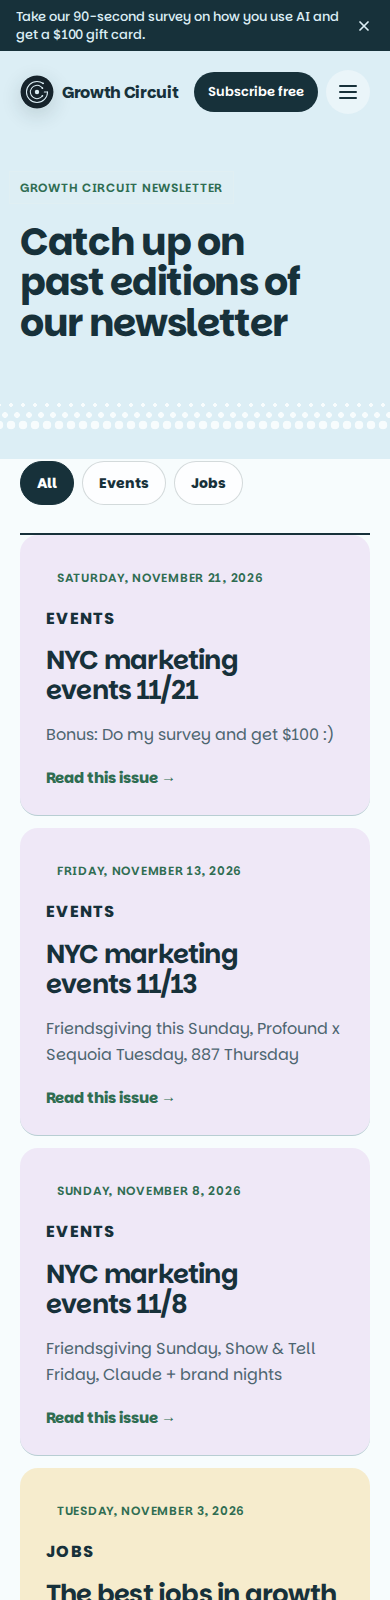 Take our 90-second survey on how you use AI and
get a $100 gift card.
×
Growth Circuit
Subscribe free
GROWTH CIRCUIT NEWSLETTER
Catch up on
past editions of
our newsletter
All
Events
Jobs
SATURDAY, NOVEMBER 21, 2026
EVENTS
NYC marketing
events 11/21
Bonus: Do my survey and get $100 :)
Read this issue →
FRIDAY, NOVEMBER 13, 2026
EVENTS
NYC marketing
events 11/13
Friendsgiving this Sunday, Profound x
Sequoia Tuesday, 887 Thursday
Read this issue →
SUNDAY, NOVEMBER 8, 2026
EVENTS
NYC marketing
events 11/8
Friendsgiving Sunday, Show & Tell
Friday, Claude + brand nights
Read this issue →
TUESDAY, NOVEMBER 3, 2026
JOBS
The best jobs in growth